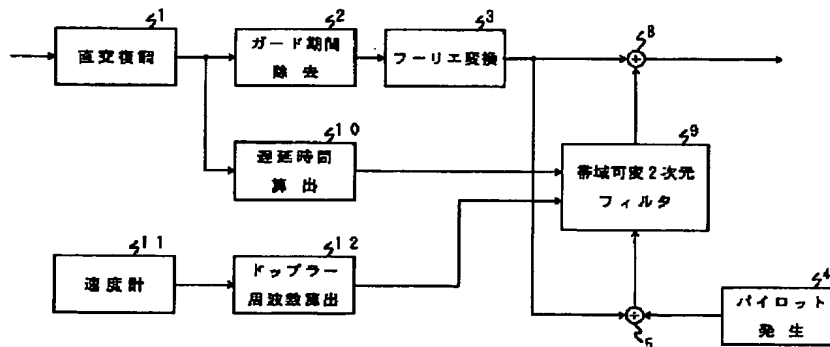 1
直交復調
2
ガード期間
除 去
3
フーリエ変換
8
10
遅延時間
算 出
9
帯域可変2次元
フィルタ
11
速度計
12
ドップラー
周波数算出
4
パイロット
発 生
5